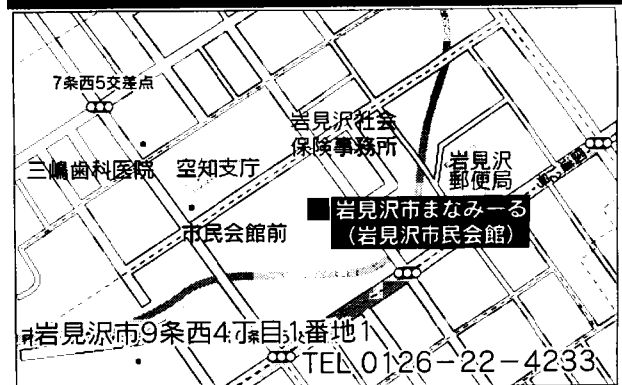 7条西5交差点
岩見沢社会
保険事務所
三嶋歯科医院
空知支庁
岩見沢
郵便局
岩見沢市まなみーる
（岩見沢市民会館）
市民会館前
岩見沢市9条西4丁目1番地1
TEL 0126-22-4233